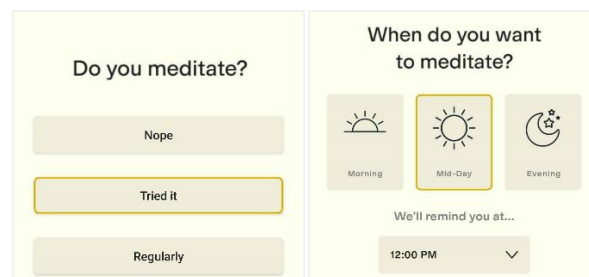 Do you meditate?
Nope
Tried it
Regularly
When do you want
to meditate?
Morning
Mid-Day
Evening
We'll remind you at...
12:00 PM